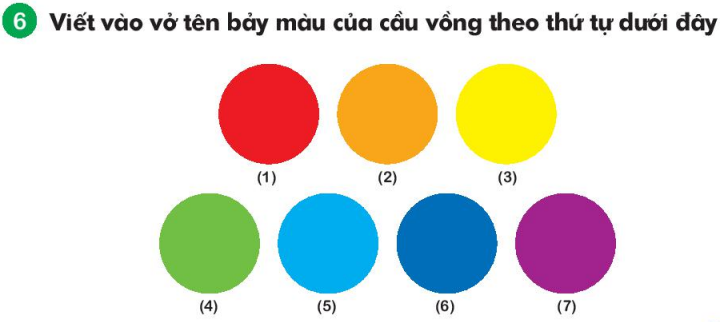 6 Viết vào vở tên bảy màu của cầu vồng theo thứ tự dưới đây
(1) (2) (3)
(4) (5) (6) (7)